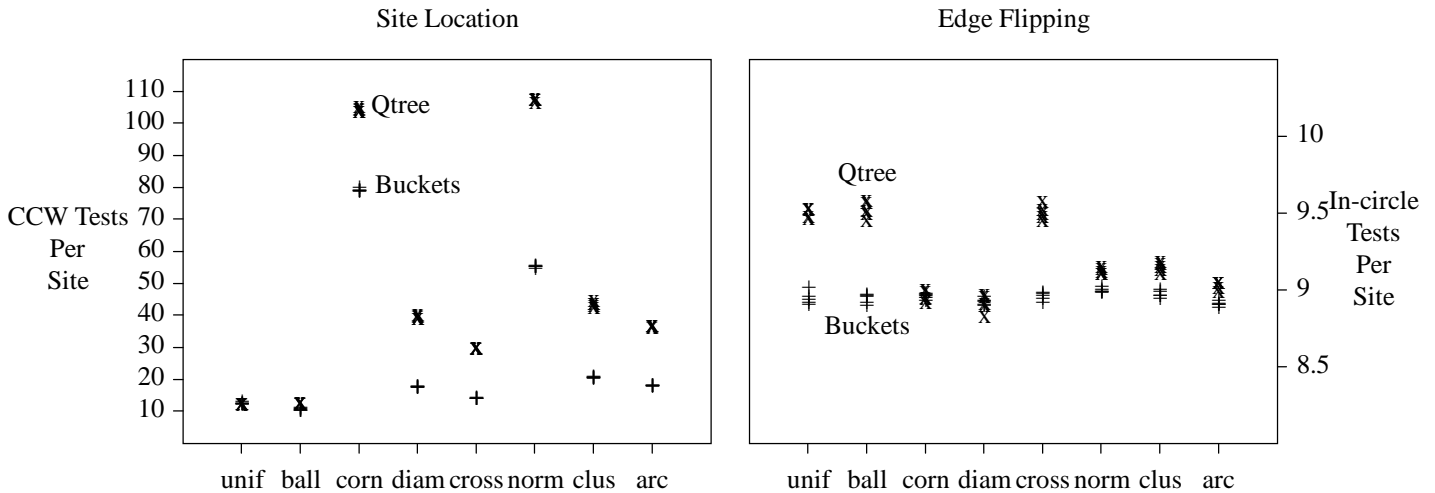 Site Location
110
100
90
80
70
60
50
40
30
20
10
CCW Tests
Per
Site
Qtree
Buckets
unif ball corn diam cross norm clus arc
Edge Flipping
Qtree
Buckets
10
9.5
9
8.5
In-circle
Tests
Per
Site
unif ball corn diam cross norm clus arc